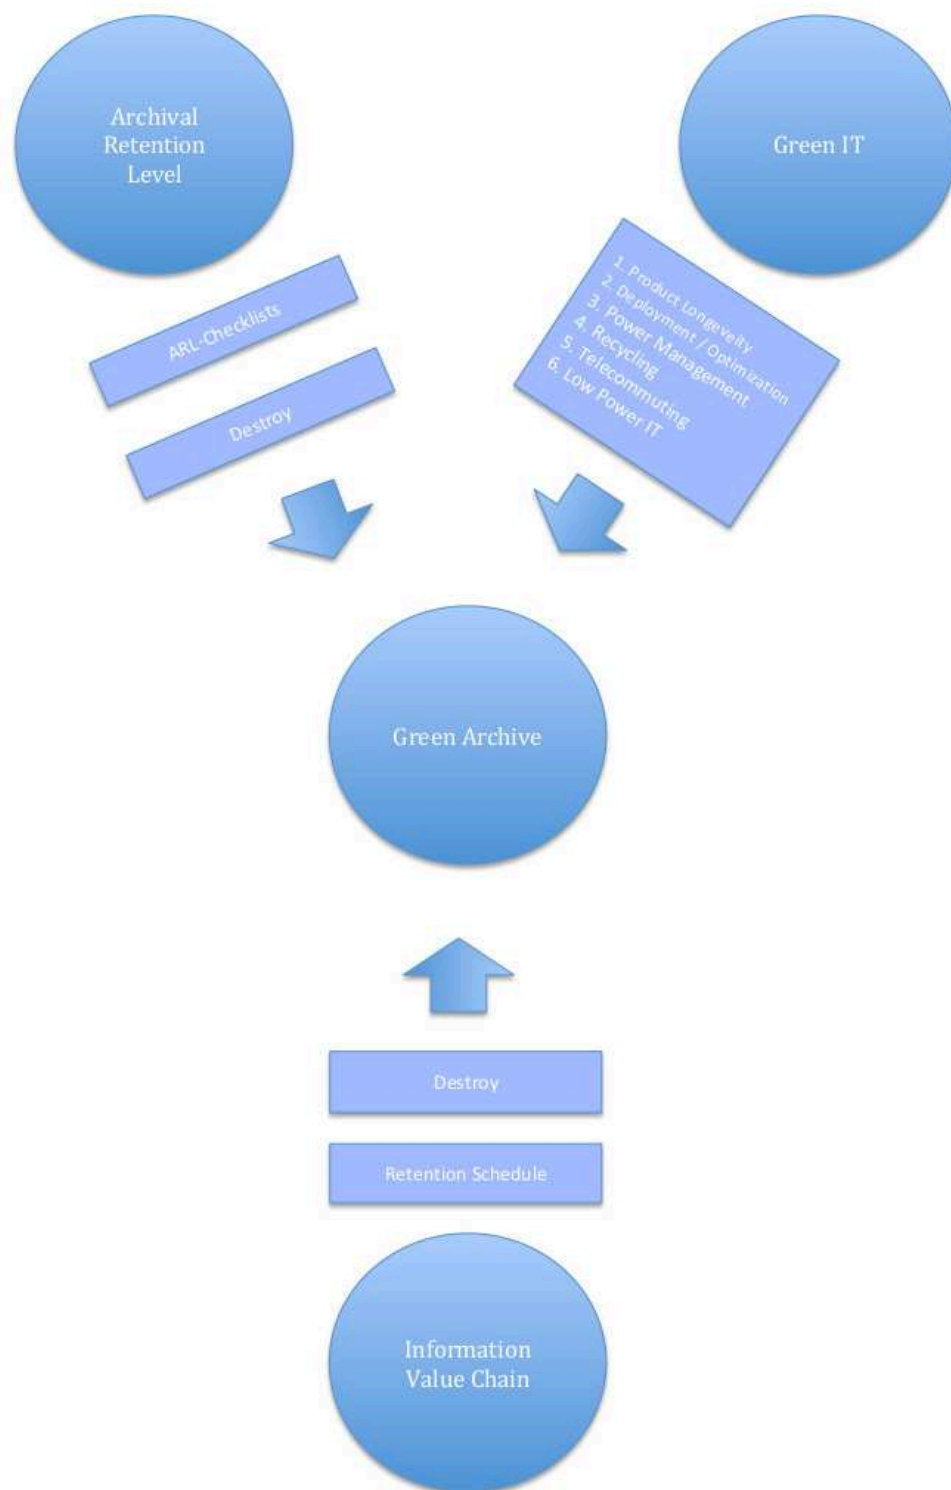 Archival
Retention
Level
Green IT
ARL-Checklists
Destroy
1. Product Longevelty
2. Deployment / Optimization
3. Power Management
4. Recycling
5. Telecommuting
6. Low Power IT
Green Archive
Destroy
Retention Schedule
Information
Value Chain